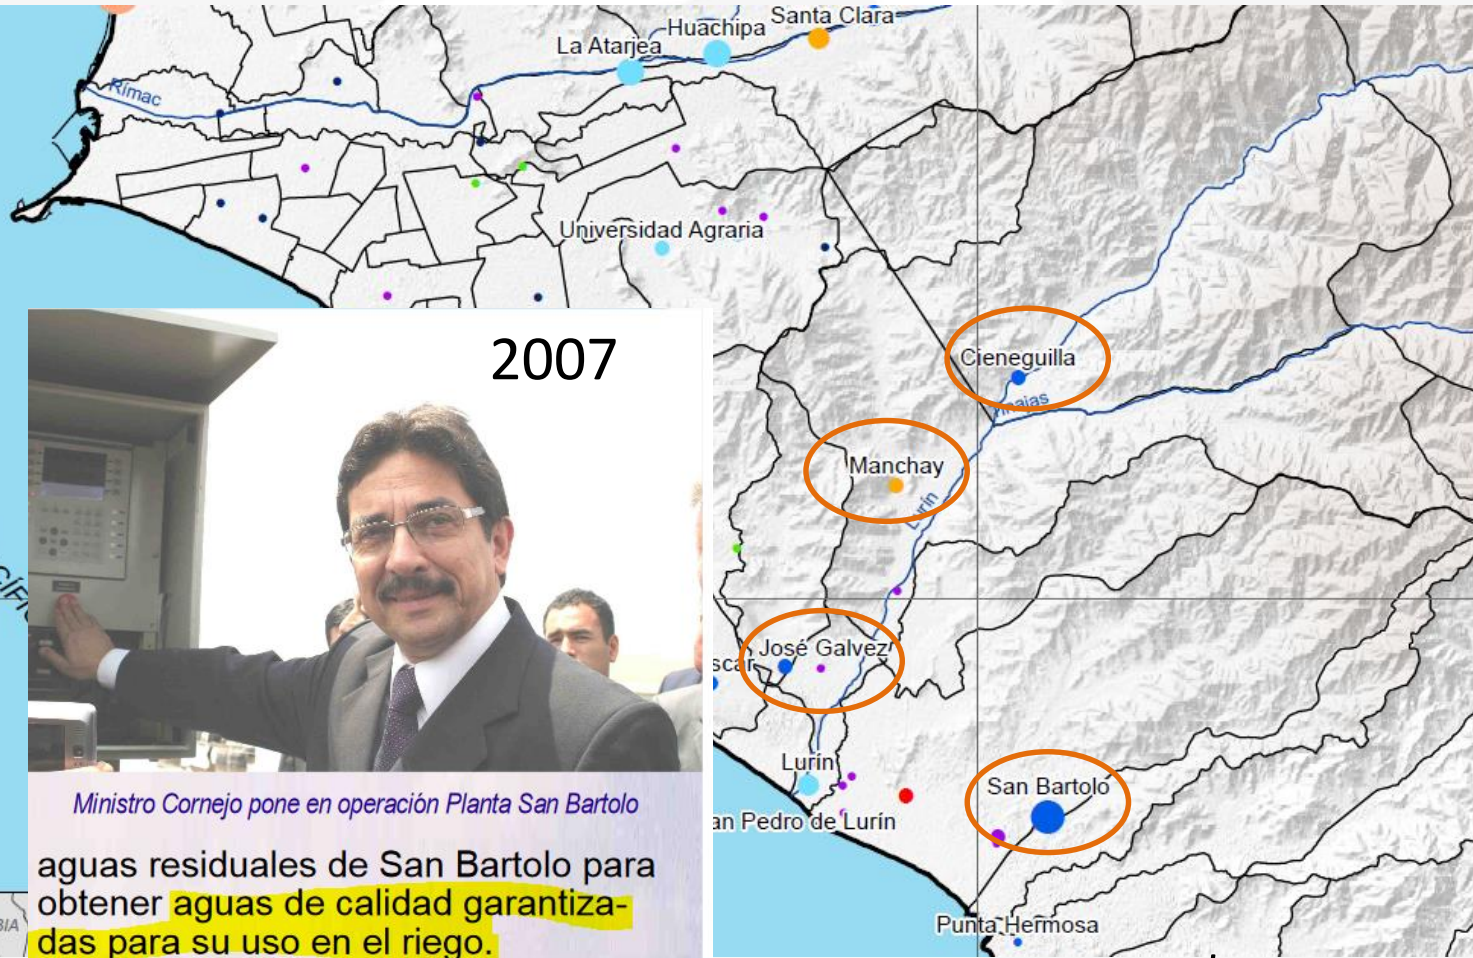 Santa Clara
Huachipa
La Atarjea
Rímac
Universidad Agraria
2007
Cieneguilla
Manchay
Lurín
José Galvez
Lurín
an Pedro de Lurín
San Bartolo
Punta Hermosa
Ministro Cornejo pone en operación Planta San Bartolo
aguas residuales de San Bartolo para
obtener aguas de calidad garantiza-
das para su uso en el riego.